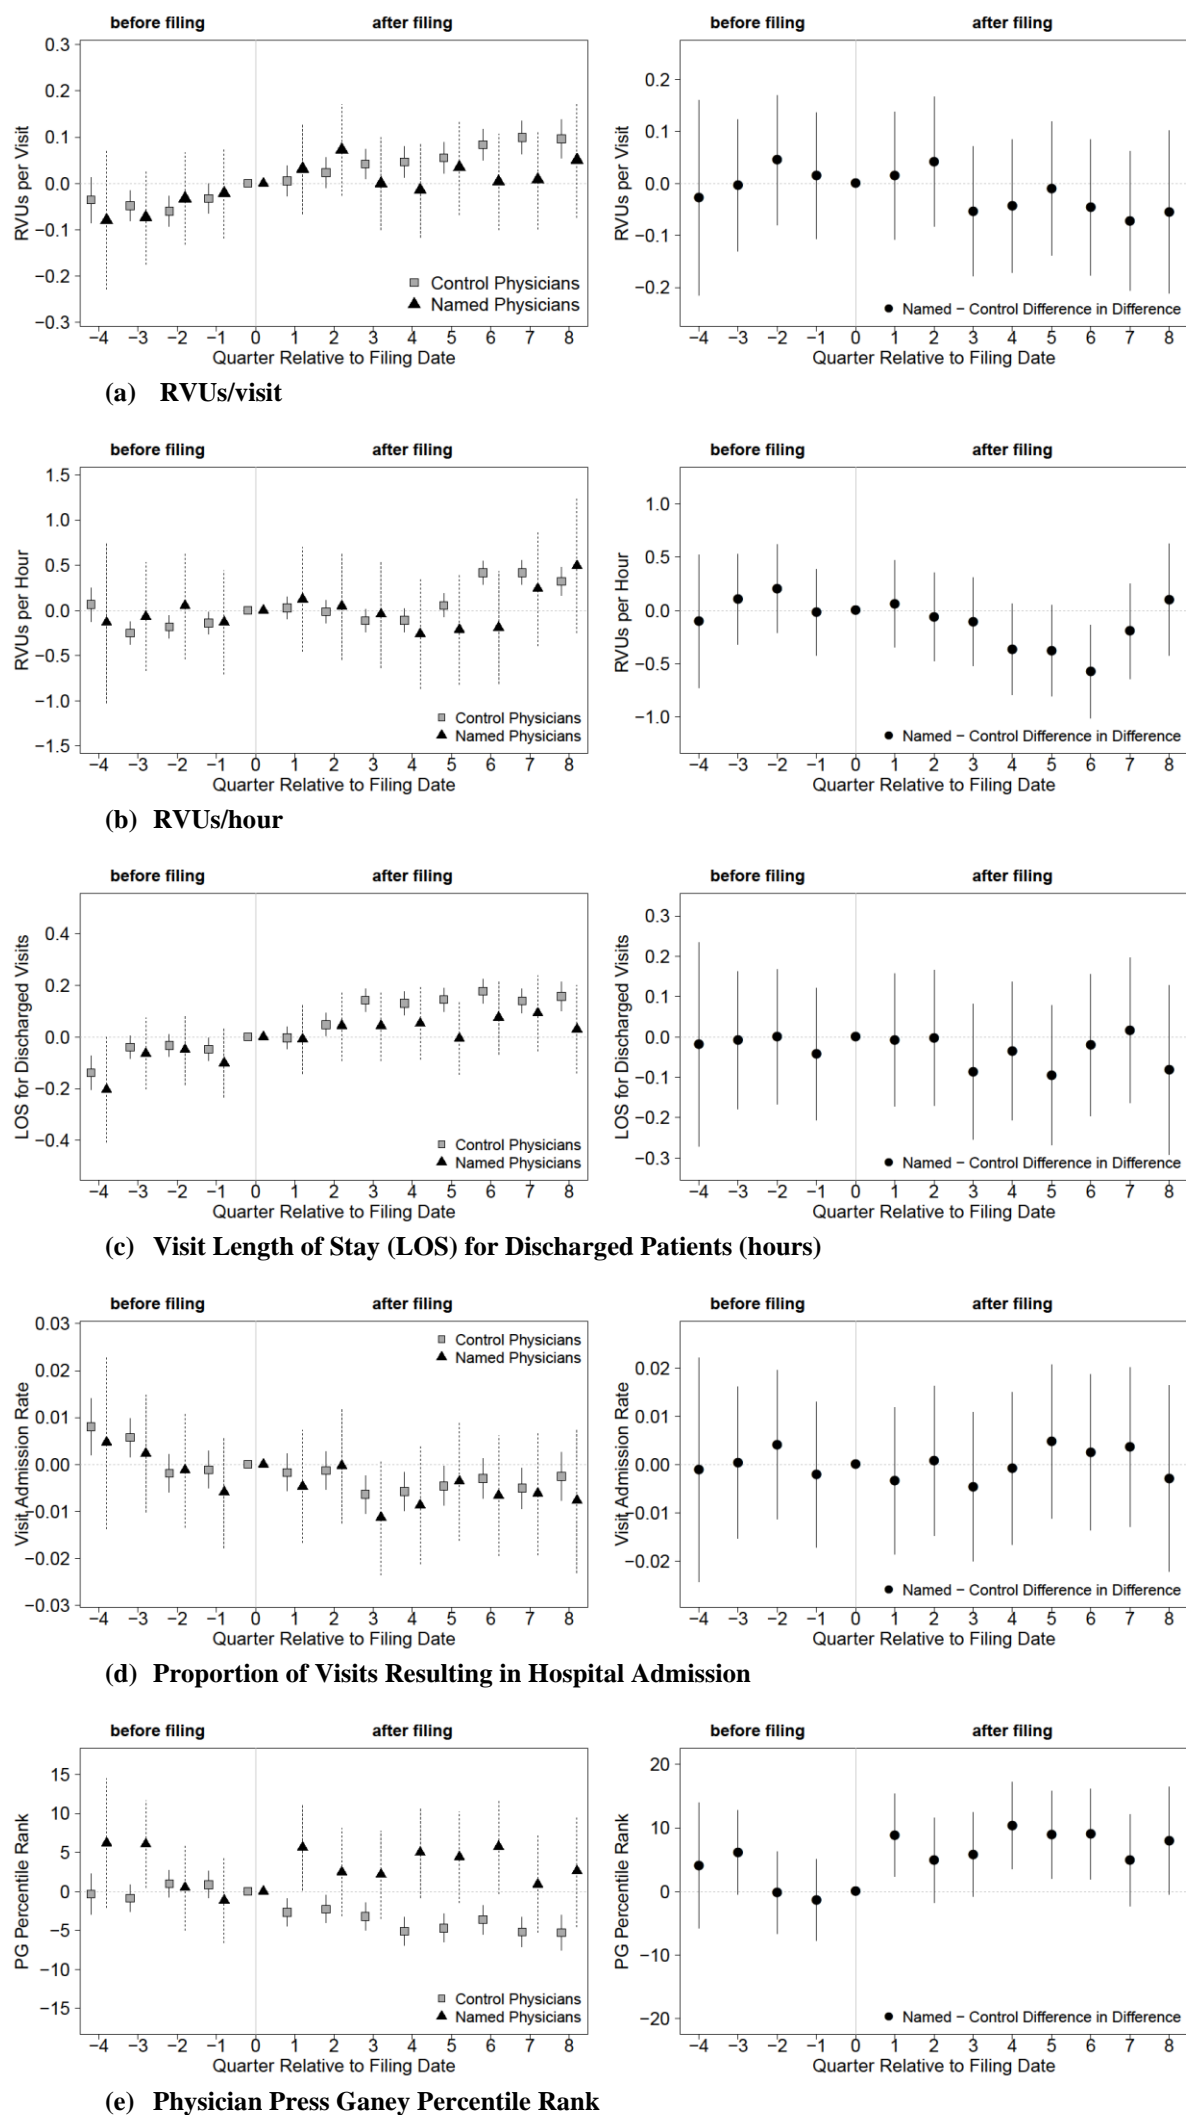 before filing after filing before filing after filing
RVUs per Visit
0.3
0.2
0.1
0.0
−0.1
−0.2
−0.3
Control Physicians
Named Physicians
−4 −3 −2 −1 0 1 2 3 4 5 6 7 8
Quarter Relative to Filing Date
RVUs per Visit
0.2
0.1
0.0
−0.1
−0.2
Named − Control Difference in Difference
−4 −3 −2 −1 0 1 2 3 4 5 6 7 8
Quarter Relative to Filing Date
(a) RVUs/visit
before filing after filing before filing after filing
RVUs per Hour
1.5
1.0
0.5
0.0
−0.5
−1.0
−1.5
Control Physicians
Named Physicians
−4 −3 −2 −1 0 1 2 3 4 5 6 7 8
Quarter Relative to Filing Date
RVUs per Hour
1.0
0.5
0.0
−0.5
−1.0
Named − Control Difference in Difference
−4 −3 −2 −1 0 1 2 3 4 5 6 7 8
Quarter Relative to Filing Date
(b) RVUs/hour
before filing after filing before filing after filing
LOS for Discharged Visits
0.4
0.2
0.0
−0.2
−0.4
Control Physicians
Named Physicians
−4 −3 −2 −1 0 1 2 3 4 5 6 7 8
Quarter Relative to Filing Date
LOS for Discharged Visits
0.3
0.2
0.1
0.0
−0.1
−0.2
−0.3
Named − Control Difference in Difference
−4 −3 −2 −1 0 1 2 3 4 5 6 7 8
Quarter Relative to Filing Date
(c) Visit Length of Stay (LOS) for Discharged Patients (hours)
before filing after filing before filing after filing
Visit Admission Rate
0.03
0.02
0.01
0.00
−0.01
−0.02
−0.03
Control Physicians
Named Physicians
−4 −3 −2 −1 0 1 2 3 4 5 6 7 8
Quarter Relative to Filing Date
Visit Admission Rate
0.02
0.01
0.00
−0.01
−0.02
Named − Control Difference in Difference
−4 −3 −2 −1 0 1 2 3 4 5 6 7 8
Quarter Relative to Filing Date
(d) Proportion of Visits Resulting in Hospital Admission
before filing after filing before filing after filing
PG Percentile Rank
15
10
5
0
−5
−10
−15
Control Physicians
Named Physicians
−4 −3 −2 −1 0 1 2 3 4 5 6 7 8
Quarter Relative to Filing Date
PG Percentile Rank
20
10
0
−10
−20
Named − Control Difference in Difference
−4 −3 −2 −1 0 1 2 3 4 5 6 7 8
Quarter Relative to Filing Date
(e) Physician Press Ganey Percentile Rank